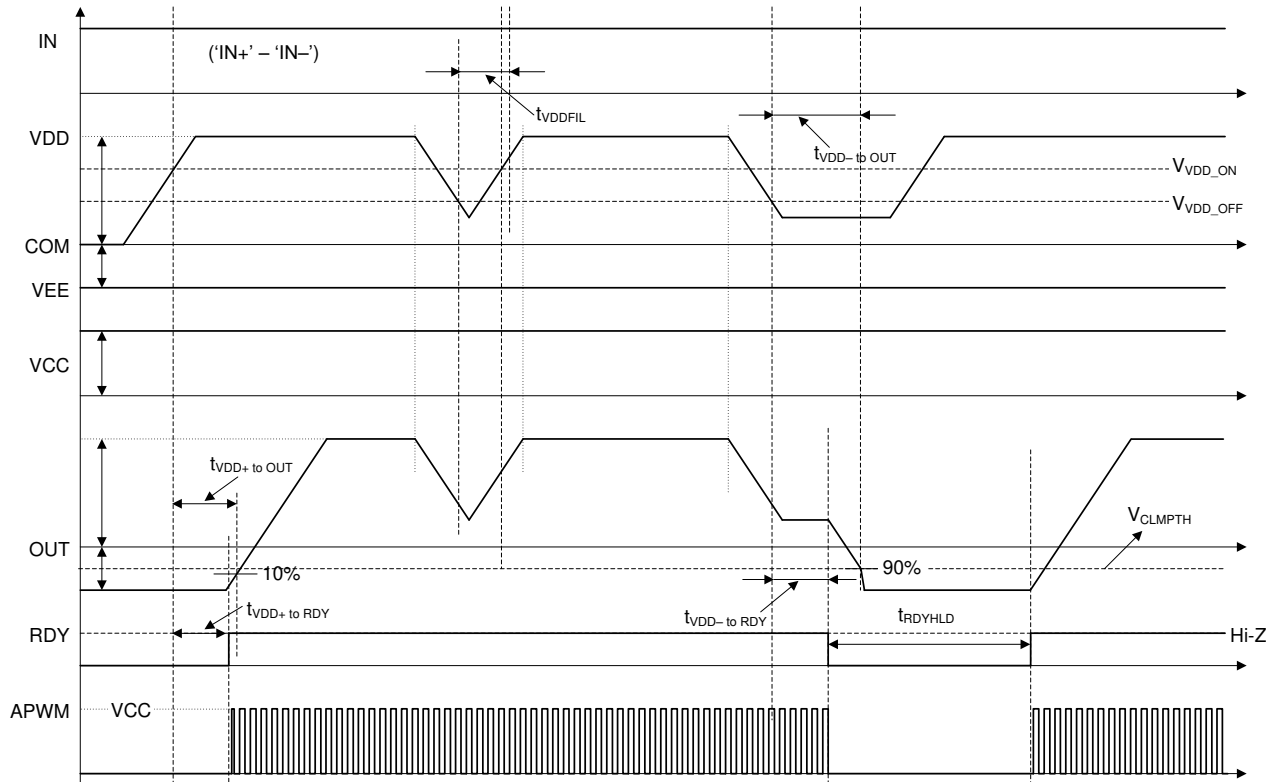 IN
('IN+' – 'IN–')
tVDDFIL
VDD
tVDD– to OUT
VVDD_ON
VVDD_OFF
COM
VEE
VCC
tVDD+ to OUT
VCLMPTH
OUT
10%
90%
tVDD+ to RDY
tVDD– to RDY
tRDYHLD
RDY
Hi-Z
APWM
VCC